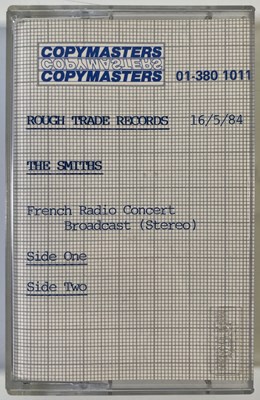 COPYMASTERS
COPYMASTERS
COPYMASTERS 01-380 1011
ROUGH TRADE RECORDS 16/5/84
THE SMITHS
French Radio Concert
Broadcast (Stereo)
Side One
Side Two